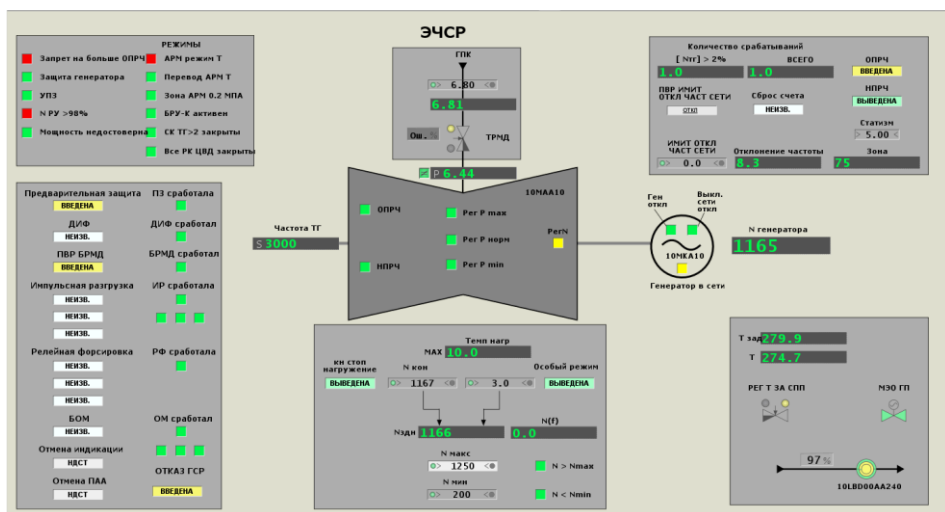 ЭЧСР
РЕЖИМЫ
Запрет на больше ОПРЧ
АРМ режим Т
Защита генератора
Перевод АРМ Т
УПЗ
Зона АРМ 0.2 МПА
N РУ >98%
БРУ-К активен
Мощность недостоверна
СК ТГ>2 закрыты
Все РК ЦВД закрыты
ГПК
6.80
6.81
Ош. %
ТРМД
P 6.44
Количество срабатываний
[ Nтг] > 2%
ВСЕГО
ОПРЧ
1.0
1.0
ВВЕДЕНА
ПВР ИМИТ
ОТКЛ ЧАСТ СЕТИ
Сброс счета
НПРЧ
ОТКЛ
НЕИЗВ.
ВЫВЕДЕНА
Статизм
> 5.00 <
ИМИТ ОТКЛ
ЧАСТ СЕТИ
Отклонение частоты
Зона
0.0
8.3
75
Предварительная защита
ПЗ сработала
ВВЕДЕНА
ДИФ
ДИФ сработал
НЕИЗВ.
ПВР БРМД
БРМД сработал
ВВЕДЕНА
Импульсная разгрузка
ИР сработала
НЕИЗВ.
НЕИЗВ.
НЕИЗВ.
Релейная форсировка
РФ сработала
НЕИЗВ.
НЕИЗВ.
НЕИЗВ.
БОМ
ОМ сработал
НЕИЗВ.
Отмена индикации
НДСТ
ОТКАЗ ГСР
Отмена ПАА
НДСТ
ВВЕДЕНА
Частота ТГ
S 3000
10MAA10
ОПРЧ
Рег P max
Рег P норм
РегN
НПРЧ
Рег P min
Ген
откл
Выкл.
сети
откл
10MKA10
Генератор в сети
N генератора
1165
Темп нагр
MAX 10.0
кн стоп
нагружение
N кон
Особый режим
ВЫВЕДЕНА
1167
3.0
ВЫВЕДЕНА
N(f)
Nздн 1166
0.0
N макс
1250
N > Nmax
N мин
200
N < Nmin
Т зад 279.9
Т 274.7
РЕГ Т ЗА СПП
МЭО ГП
97 %
10LBD00AA240